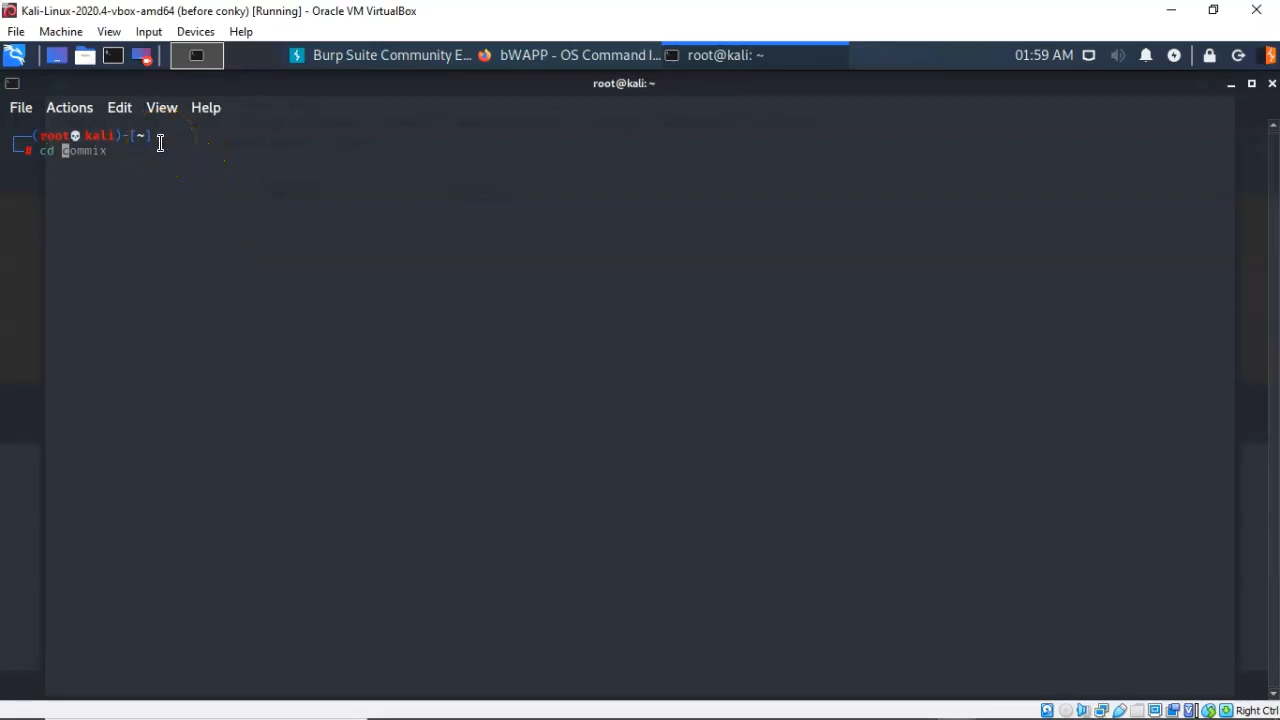 Kali-Linux-2020.4-vbox-amd64 (before conky) [Running] - Oracle VM VirtualBox
File Machine View Input Devices Help
Burp Suite Community E... bWAPP - OS Command I... root@kali: ~ 01:59 AM
root@kali: ~
File Actions Edit View Help
┌──(root💀kali)-[~]
└─# cd commix
Right Ctrl